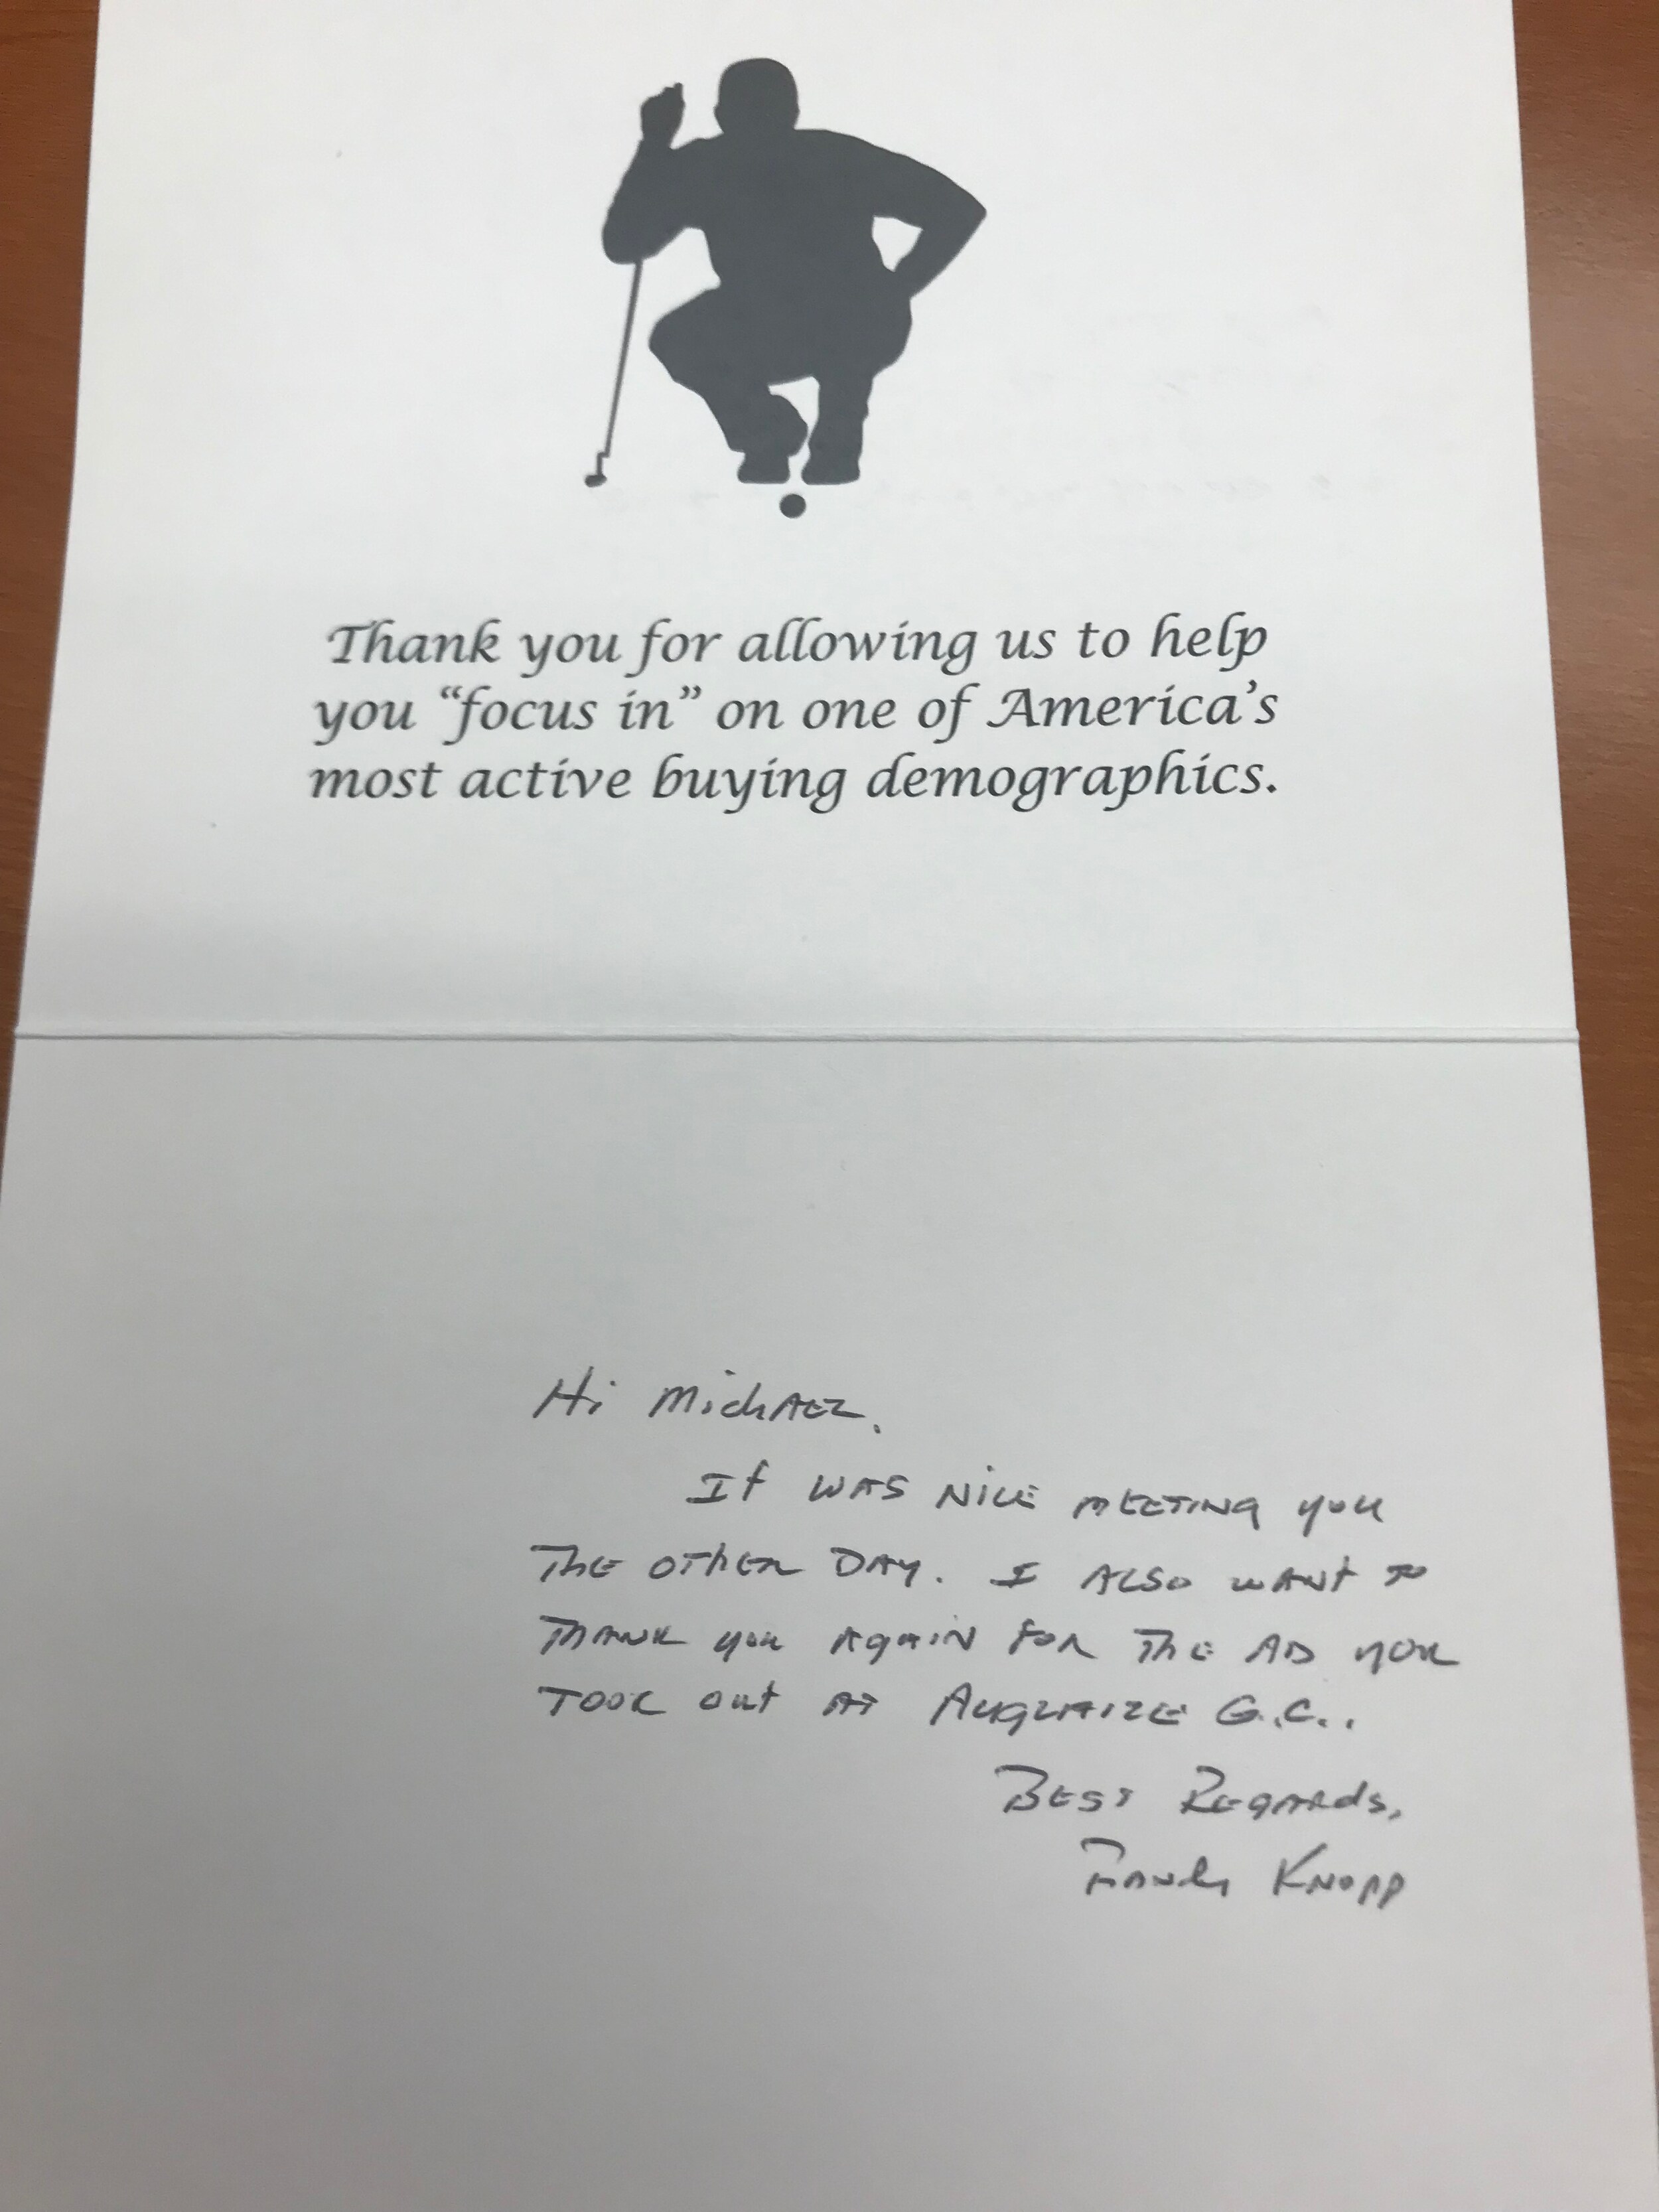 Thank you for allowing us to help
you “focus in” on one of America’s
most active buying demographics.
Hi Michael.
It was nice meeting you
the other day. I also want to
thank you again for the ad you
took out at Auglaize G.C..
Best Regards,
Knopp